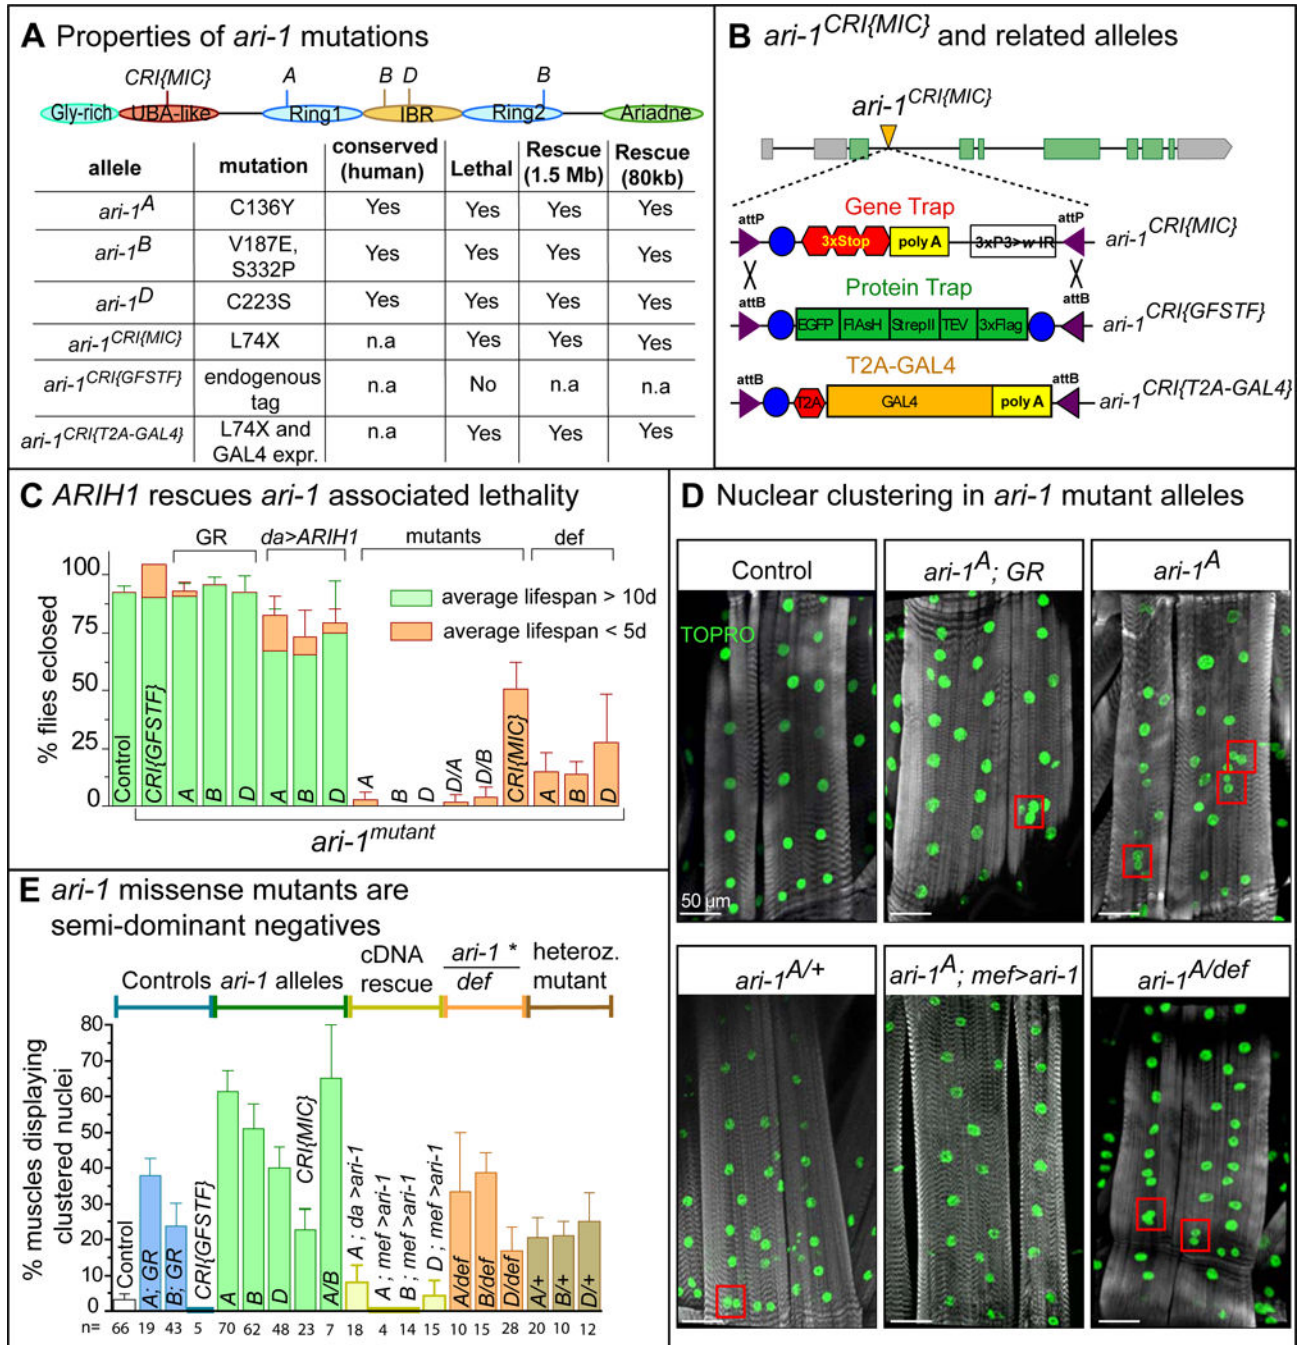 A Properties of ari-1 mutations
CRI{MIC} A B D B
Gly-rich UBA-like Ring1 IBR Ring2 Ariadne
allele mutation conserved (human) Lethal Rescue (1.5 Mb) Rescue (80kb)
ari-1A C136Y Yes Yes Yes Yes
ari-1B V187E, S332P Yes Yes Yes Yes
ari-1D C223S Yes Yes Yes Yes
ari-1CRI{MIC} L74X n.a Yes Yes Yes
ari-1CRI{GFSTF} endogenous tag n.a No n.a n.a
ari-1CRI{T2A-GAL4} L74X and GAL4 expr. n.a Yes Yes Yes
B ari-1CRI{MIC} and related alleles
ari-1CRI{MIC}
Gene Trap
attP attP
3xStop poly A 3xP3>w IR ari-1CRI{MIC}
Protein Trap
attB attB
EGFP FlAsH StrepII TEV 3xFlag ari-1CRI{GFSTF}
T2A-GAL4
attB attB
T2A GAL4 poly A ari-1CRI{T2A-GAL4}
C ARIH1 rescues ari-1 associated lethality
GR da>ARIH1 mutants def
average lifespan > 10d
average lifespan < 5d
% flies eclosed
100
75
50
25
0
Control CRI{GFSTF} A B D A B D A B D D/A D/B CRI{MIC} A B D
ari-1mutant
D Nuclear clustering in ari-1 mutant alleles
Control ari-1A; GR ari-1A
TOPRO
50 µm
ari-1A/+ ari-1A; mef>ari-1 ari-1A/def
E ari-1 missense mutants are
semi-dominant negatives
Controls ari-1 alleles cDNA rescue ari-1 * def heteroz. mutant
% muscles displaying
clustered nuclei
80
70
60
50
40
30
20
10
0
Control A; GR B; GR CRI{GFSTF} A B D CRI{MIC} A/B A ; da >ari-1 A ; mef >ari-1 B ; mef >ari-1 D ; mef >ari-1 A/def B/def D/def A/+ B/+ D/+
n= 66 19 43 5 70 62 48 23 7 18 4 14 15 10 15 28 20 10 12